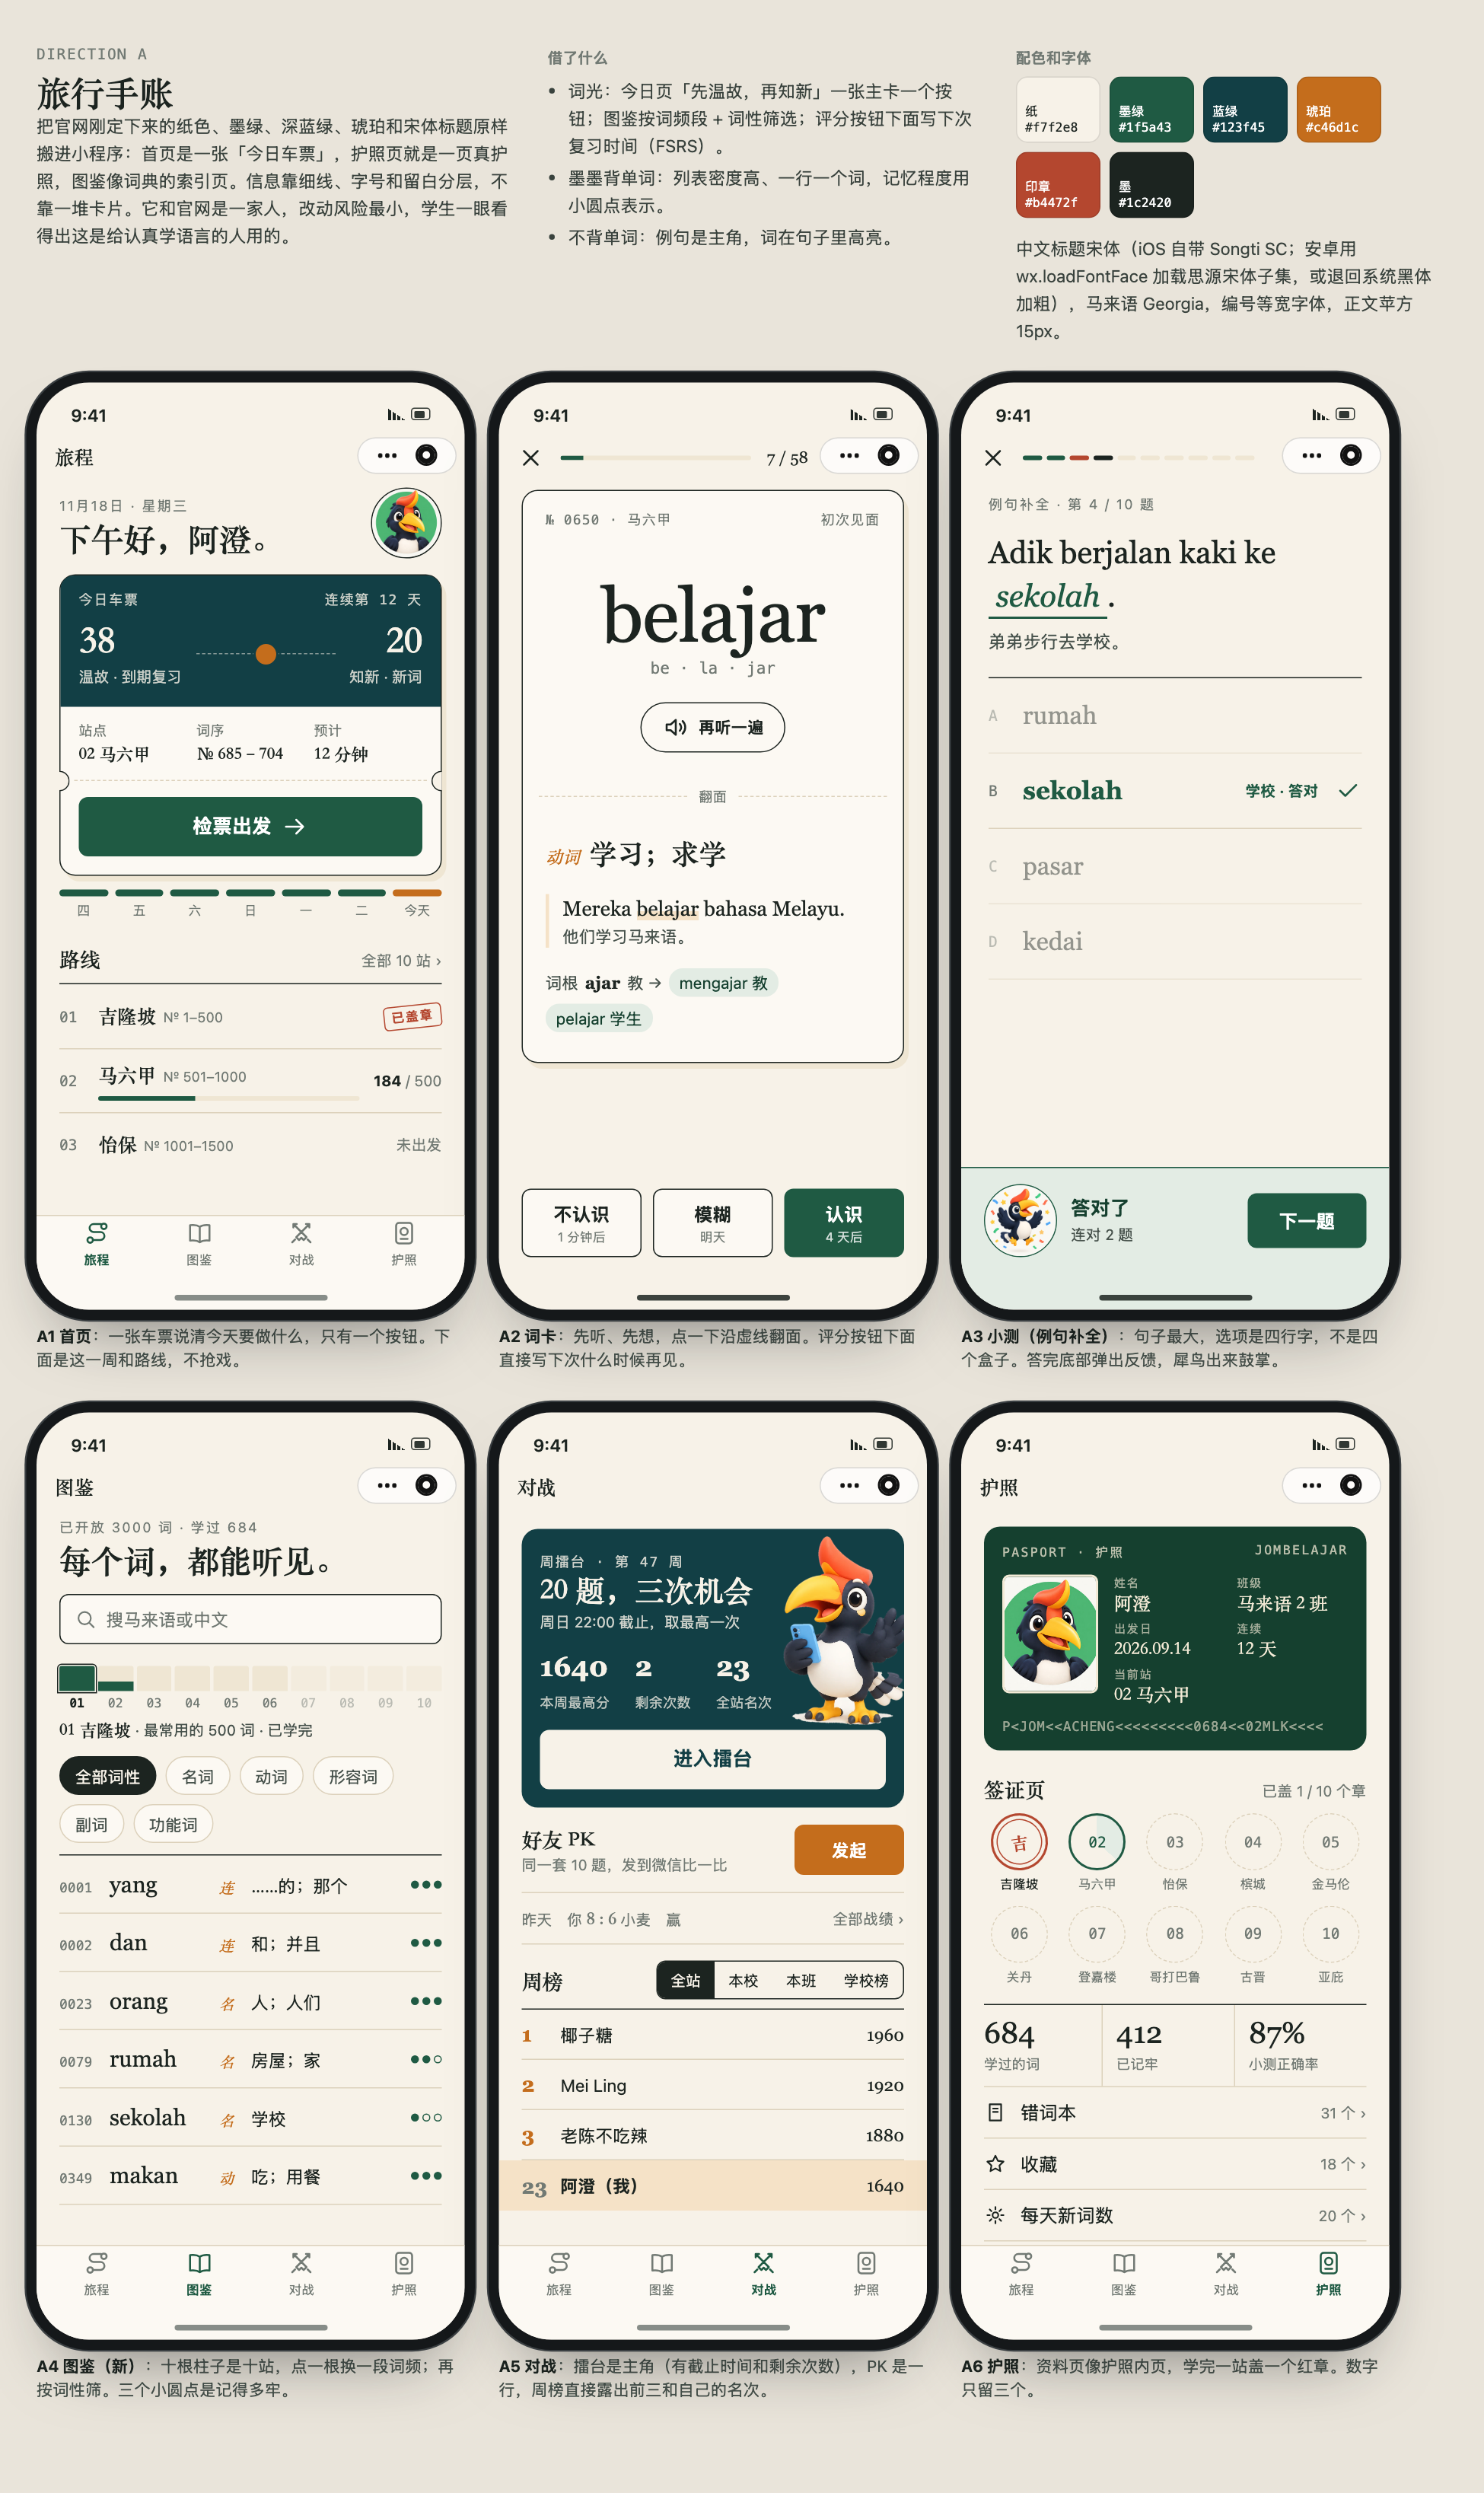 DIRECTION A
旅行手账
把官网刚定下来的纸色、墨绿、深蓝绿、琥珀和宋体标题原样
搬进小程序：首页是一张「今日车票」，护照页就是一页真护
照，图鉴像词典的索引页。信息靠细线、字号和留白分层，不
靠一堆卡片。它和官网是一家人，改动风险最小，学生一眼看
得出这是给认真学语言的人用的。
借了什么
• 词光：今日页「先温故，再知新」一张主卡一个按
钮；图鉴按词频段 + 词性筛选；评分按钮下面写下次
复习时间（FSRS）。
• 墨墨背单词：列表密度高、一行一个词，记忆程度用
小圆点表示。
• 不背单词：例句是主角，词在句子里高亮。
配色和字体
纸
#f7f2e8
墨绿
#1f5a43
蓝绿
#123f45
琥珀
#c46d1c
印章
#b4472f
墨
#1c2420
中文标题宋体（iOS 自带 Songti SC；安卓用
wx.loadFontFace 加载思源宋体子集，或退回系统黑体
加粗），马来语 Georgia，编号等宽字体，正文苹方
15px。
9:41
旅程
11月18日 · 星期三
下午好，阿澄。
今日车票 连续第 12 天
38 20
温故 · 到期复习 知新 · 新词
站点 词序 预计
02 马六甲 № 685 – 704 12 分钟
检票出发 →
四 五 六 日 一 二 今天
路线 全部 10 站 ›
01 吉隆坡 № 1–500 已盖章
02 马六甲 № 501–1000 184 / 500
03 怡保 № 1001–1500 未出发
旅程 图鉴 对战 护照
A1 首页：一张车票说清今天要做什么，只有一个按钮。下
面是这一周和路线，不抢戏。
9:41
7 / 58
№ 0650 · 马六甲 初次见面
belajar
be · la · jar
再听一遍
翻面
动词 学习；求学
Mereka belajar bahasa Melayu.
他们学习马来语。
词根 ajar 教 → mengajar 教
pelajar 学生
不认识 模糊 认识
1 分钟后 明天 4 天后
A2 词卡：先听、先想，点一下沿虚线翻面。评分按钮下面
直接写下次什么时候再见。
9:41
例句补全 · 第 4 / 10 题
Adik berjalan kaki ke
sekolah .
弟弟步行去学校。
A rumah
B sekolah 学校 · 答对
C pasar
D kedai
答对了
连对 2 题
下一题
A3 小测（例句补全）：句子最大，选项是四行字，不是四
个盒子。答完底部弹出反馈，犀鸟出来鼓掌。
9:41
图鉴
已开放 3000 词 · 学过 684
每个词，都能听见。
搜马来语或中文
01 02 03 04 05 06 07 08 09 10
01 吉隆坡 · 最常用的 500 词 · 已学完
全部词性 名词 动词 形容词
副词 功能词
0001 yang 连 ……的；那个
0002 dan 连 和；并且
0023 orang 名 人；人们
0079 rumah 名 房屋；家
0130 sekolah 名 学校
0349 makan 动 吃；用餐
旅程 图鉴 对战 护照
A4 图鉴（新）：十根柱子是十站，点一根换一段词频；再
按词性筛。三个小圆点是记得多牢。
9:41
对战
周擂台 · 第 47 周
20 题，三次机会
周日 22:00 截止，取最高一次
1640 2 23
本周最高分 剩余次数 全站名次
进入擂台
好友 PK
同一套 10 题，发到微信比一比
发起
昨天 你 8 : 6 小麦 赢 全部战绩 ›
周榜 全站 本校 本班 学校榜
1 椰子糖 1960
2 Mei Ling 1920
3 老陈不吃辣 1880
23 阿澄（我） 1640
旅程 图鉴 对战 护照
A5 对战：擂台是主角（有截止时间和剩余次数），PK 是一
行，周榜直接露出前三和自己的名次。
9:41
护照
PASPORT · 护照 JOMBELAJAR
姓名 班级
阿澄 马来语 2 班
出发日 连续
2026.09.14 12 天
当前站
02 马六甲
P<JOM<<ACHENG<<<<<<<<<0684<<02MLK<<<<
签证页 已盖 1 / 10 个章
吉 02 03 04 05
吉隆坡 马六甲 怡保 槟城 金马伦
06 07 08 09 10
关丹 登嘉楼 哥打巴鲁 古晋 亚庇
684 412 87%
学过的词 已记牢 小测正确率
错词本 31 个 ›
收藏 18 个 ›
每天新词数 20 个 ›
旅程 图鉴 对战 护照
A6 护照：资料页像护照内页，学完一站盖一个红章。数字
只留三个。